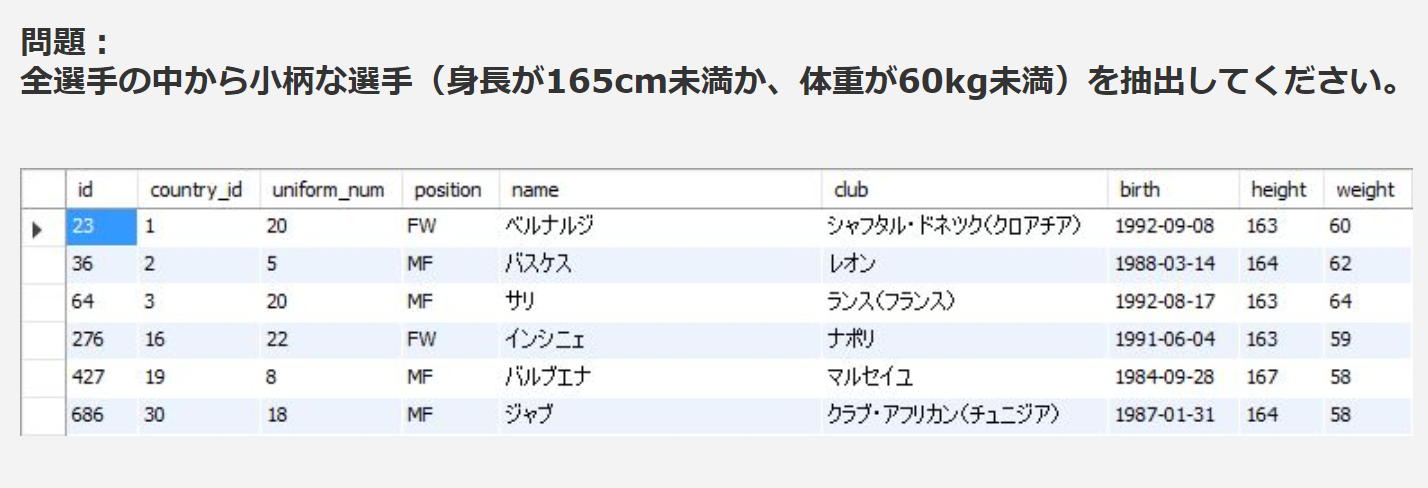 問題：
全選手の中から小柄な選手（身長が165cm未満か、体重が60kg未満）を抽出してください。
id country_id uniform_num position name club birth height weight
23 1 20 FW ベルナルジ シャフタル・ドネツク(クロアチア) 1992-09-08 163 60
36 2 5 MF バスケス レオン 1988-03-14 164 62
64 3 20 MF サリ ランス(フランス) 1992-08-17 163 64
276 16 22 FW インシニェ ナポリ 1991-06-04 163 59
427 19 8 MF バルブエナ マルセイユ 1984-09-28 167 58
686 30 18 MF ジャブ クラブ・アフリカン(チュニジア) 1987-01-31 164 58